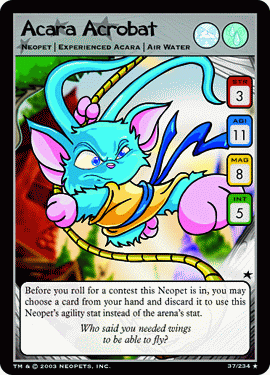 Acara Acrobat
Neopet | Experienced Acara | Air Water
STR
3
AGI
11
MAG
8
INT
5
Before you roll for a contest this Neopet is in, you may
choose a card from your hand and discard it to use this
Neopet's agility stat instead of the arena's stat.
Who said you needed wings
to be able to fly?
TM & © 2003 NEOPETS, INC.
37/234 ★